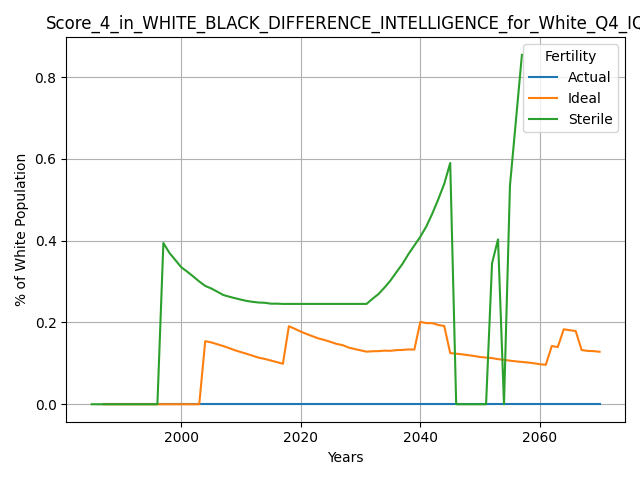 Score_4_in_WHITE_BLACK_DIFFERENCE_INTELLIGENCE_for_White_Q4_IQ
Fertility
Actual
Ideal
Sterile
% of White Population
0.8
0.6
0.4
0.2
0.0
2000 2020 2040 2060
Years